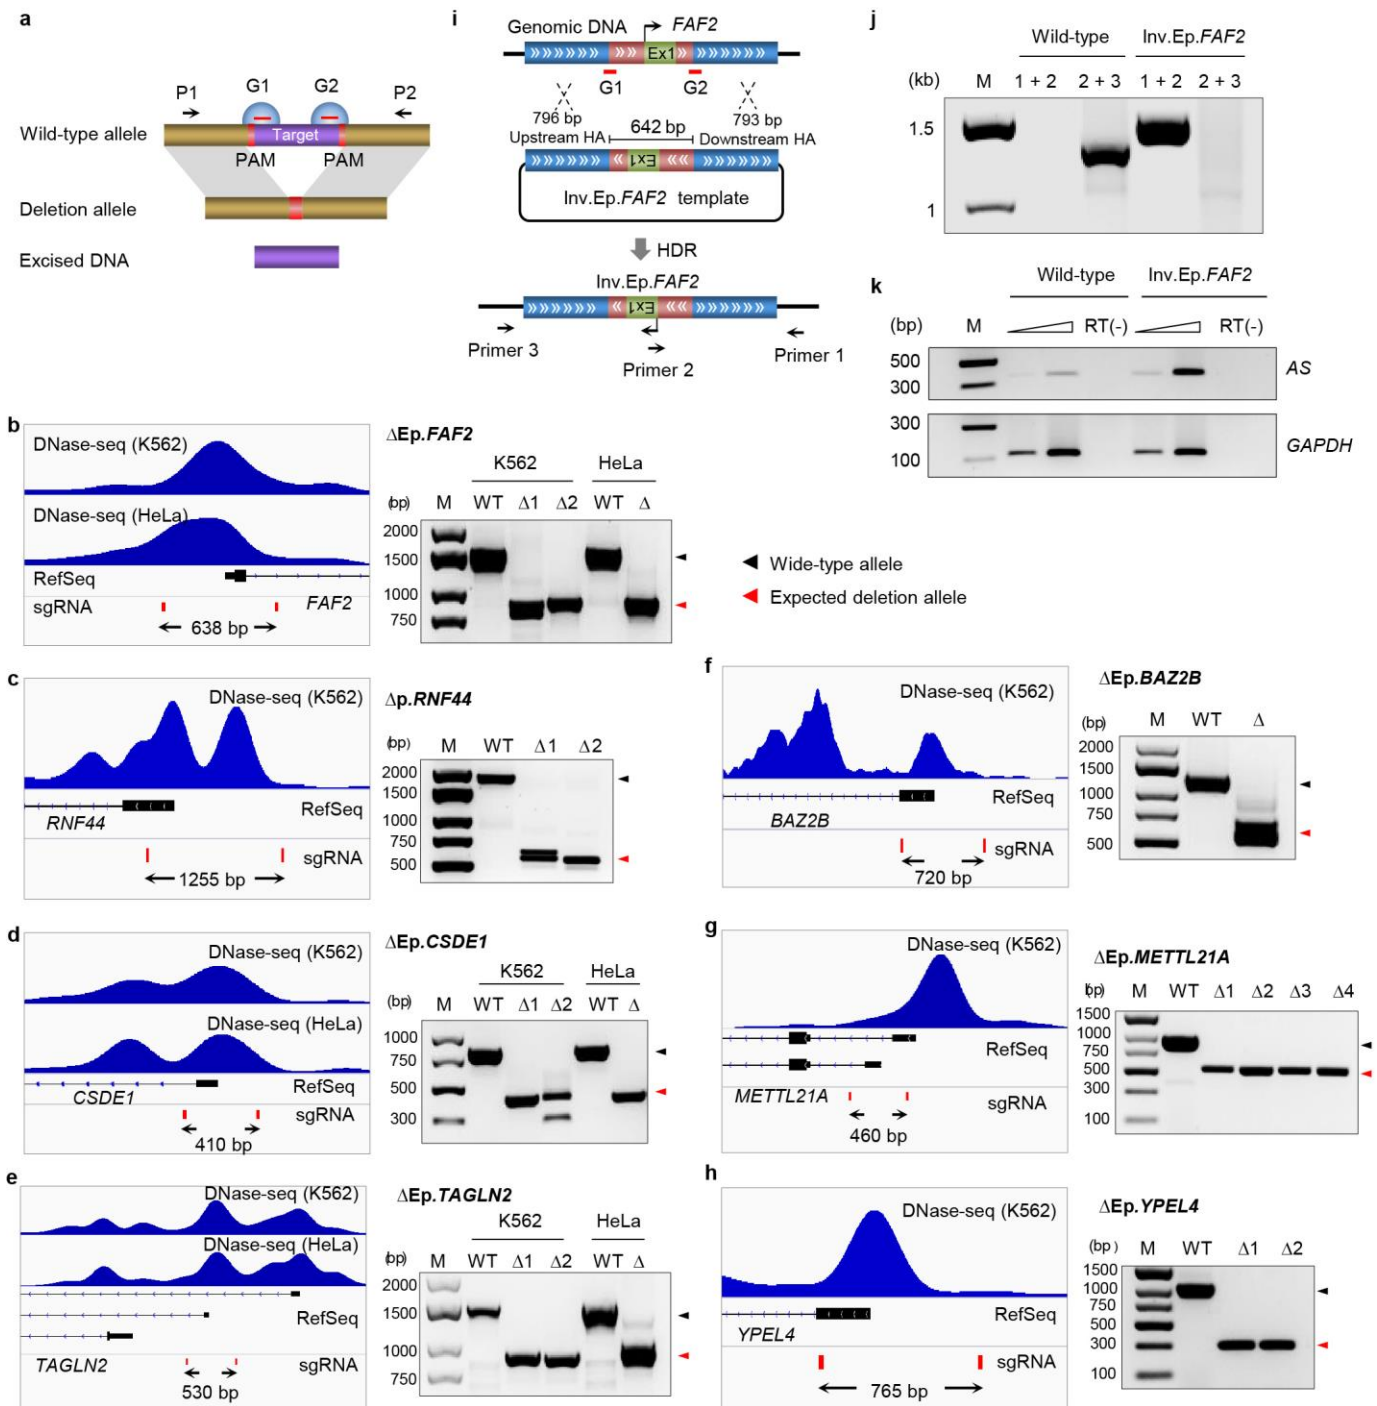 a
P1
G1
G2
P2
Wild-type allele
Target
PAM
PAM
Deletion allele
Excised DNA
i
Genomic DNA
FAF2
Ex1
G1
G2
796 bp
Upstream HA
642 bp
793 bp
Downstream HA
Ex1
Inv.Ep.FAF2 template
HDR
Inv.Ep.FAF2
Ex1
Primer 3
Primer 2
Primer 1
j
Wild-type
Inv.Ep.FAF2
(kb)
M
1 + 2
2 + 3
1 + 2
2 + 3
1.5
1
k
Wild-type
Inv.Ep.FAF2
(bp)
M
RT(-)
RT(-)
500
300
AS
300
100
GAPDH
b
DNase-seq (K562)
DNase-seq (HeLa)
RefSeq
sgRNA
FAF2
638 bp
ΔEp.FAF2
K562
HeLa
(bp)
M
WT
Δ1
Δ2
WT
Δ
2000
1500
1000
750
Wide-type allele
Expected deletion allele
c
DNase-seq (K562)
RefSeq
RNF44
sgRNA
1255 bp
Δp.RNF44
(bp)
M
WT
Δ1
Δ2
2000
1500
1000
750
500
d
DNase-seq (K562)
DNase-seq (HeLa)
RefSeq
CSDE1
sgRNA
410 bp
ΔEp.CSDE1
K562
HeLa
(bp)
M
WT
Δ1
Δ2
WT
Δ
1000
750
500
300
e
DNase-seq (K562)
DNase-seq (HeLa)
RefSeq
TAGLN2
sgRNA
530 bp
ΔEp.TAGLN2
K562
HeLa
(bp)
M
WT
Δ1
Δ2
WT
Δ
2000
1500
1000
750
f
DNase-seq (K562)
RefSeq
BAZ2B
sgRNA
720 bp
ΔEp.BAZ2B
(bp)
M
WT
Δ
2000
1500
1000
750
500
g
DNase-seq (K562)
RefSeq
METTL21A
sgRNA
460 bp
ΔEp.METTL21A
(bp)
M
WT
Δ1
Δ2
Δ3
Δ4
1500
1000
750
500
300
100
h
DNase-seq (K562)
RefSeq
YPEL4
sgRNA
765 bp
ΔEp.YPEL4
(bp)
M
WT
Δ1
Δ2
1500
1000
750
500
300
100